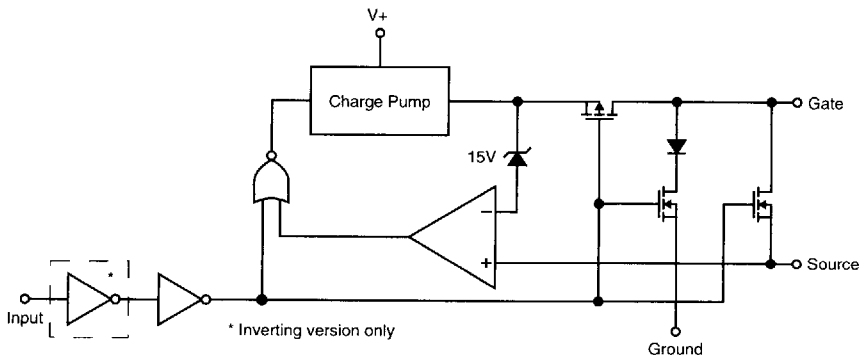 V+
Charge Pump
Gate
15V
*
Source
Input
* Inverting version only
Ground